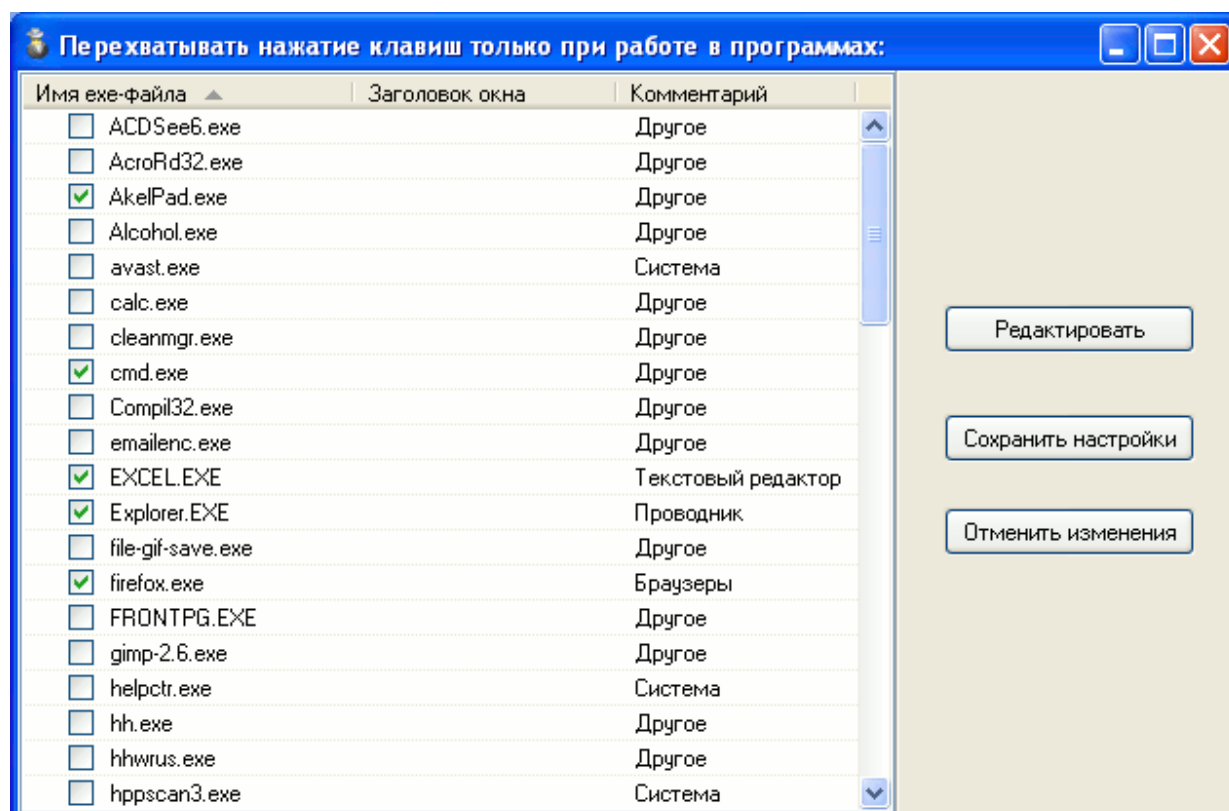 Перехватывать нажатие клавиш только при работе в программах:
Имя exe-файла Заголовок окна Комментарий
ACDSee6.exe Другое
AcroRd32.exe Другое
AkelPad.exe Другое
Alcohol.exe Другое
avast.exe Система
calc.exe Другое
cleanmgr.exe Другое
cmd.exe Другое
Compil32.exe Другое
emailenc.exe Другое
EXCEL.EXE Текстовый редактор
Explorer.EXE Проводник
file-gif-save.exe Другое
firefox.exe Браузеры
FRONTPG.EXE Другое
gimp-2.6.exe Другое
helpctr.exe Система
hh.exe Другое
hhwrus.exe Другое
hppscan3.exe Система
Редактировать
Сохранить настройки
Отменить изменения